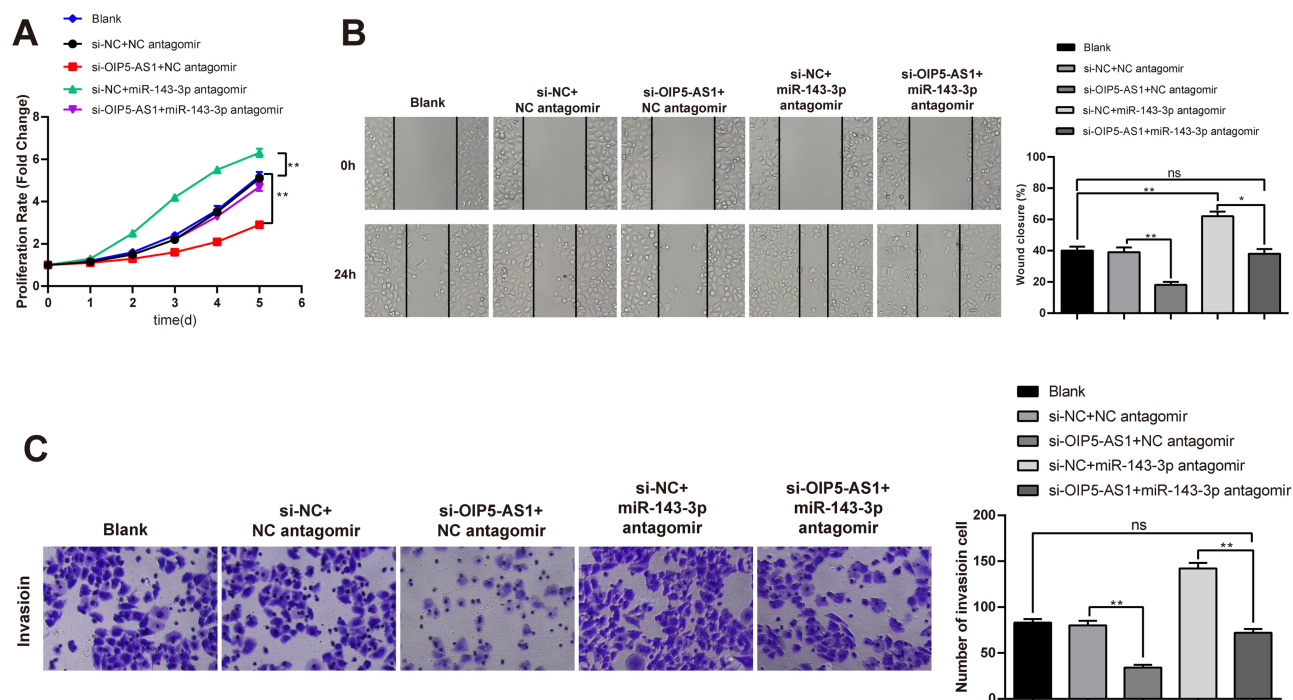 A
Blank
si-NC+NC antagomir
si-OIP5-AS1+NC antagomir
si-NC+miR-143-3p antagomir
si-OIP5-AS1+miR-143-3p antagomir
Proliferation Rate (Fold Change)
8
6
4
2
0
0 1 2 3 4 5 6
time(d)
**
**
B
Blank
si-NC+
NC antagomir
si-OIP5-AS1+
NC antagomir
si-NC+
miR-143-3p
antagomir
si-OIP5-AS1+
miR-143-3p
antagomir
0h
24h
Blank
si-NC+NC antagomir
si-OIP5-AS1+NC antagomir
si-NC+miR-143-3p antagomir
si-OIP5-AS1+miR-143-3p antagomir
Wound closure (%)
100
80
60
40
20
0
ns
**
*
**
C
Blank
si-NC+
NC antagomir
si-OIP5-AS1+
NC antagomir
si-NC+
miR-143-3p
antagomir
si-OIP5-AS1+
miR-143-3p
antagomir
Invasioin
Blank
si-NC+NC antagomir
si-OIP5-AS1+NC antagomir
si-NC+miR-143-3p antagomir
si-OIP5-AS1+miR-143-3p antagomir
Number of invasioin cell
200
150
100
50
0
ns
**
**